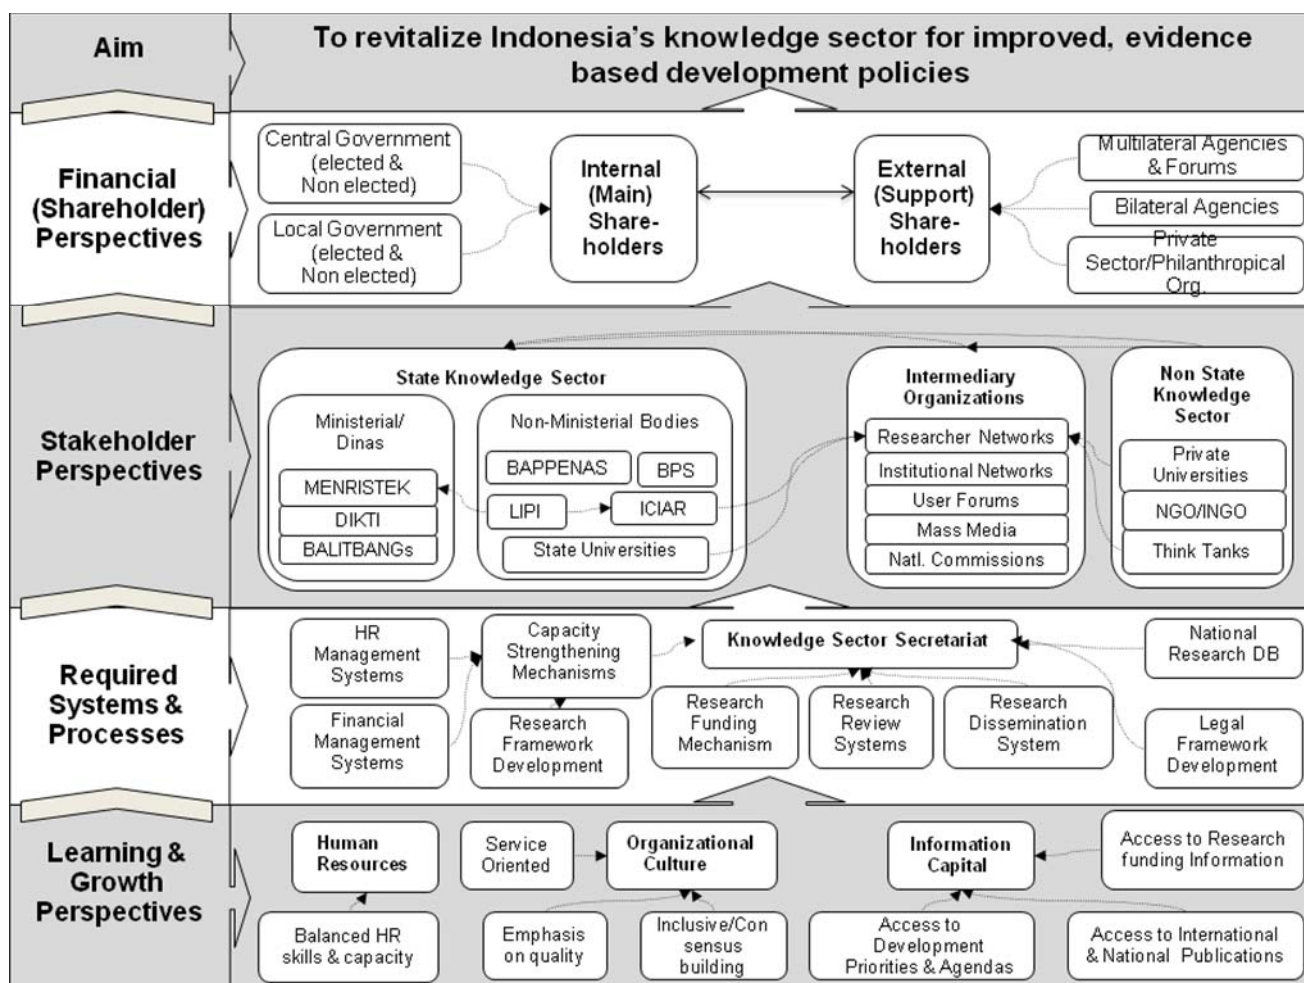 Aim
To revitalize Indonesia's knowledge sector for improved, evidence
based development policies
Financial
(Shareholder)
Perspectives
Central Government
(elected &
Non elected)
Local Government
(elected &
Non elected)
Internal
(Main)
Share-
holders
External
(Support)
Share-
holders
Multilateral Agencies
& Forums
Bilateral Agencies
Private
Sector/Philanthropical
Org.
Stakeholder
Perspectives
State Knowledge Sector
Ministerial/
Dinas
MENRISTEK
DIKTI
BALITBANGs
Non-Ministerial Bodies
BAPPENAS
BPS
LIPI
ICIAR
State Universities
Intermediary
Organizations
Researcher Networks
Institutional Networks
User Forums
Mass Media
Natl. Commissions
Non State
Knowledge
Sector
Private
Universities
NGO/INGO
Think Tanks
Required
Systems &
Processes
HR
Management
Systems
Financial
Management
Systems
Capacity
Strengthening
Mechanisms
Research
Framework
Development
Knowledge Sector Secretariat
Research
Funding
Mechanism
Research
Review
Systems
Research
Dissemination
System
National
Research DB
Legal
Framework
Development
Learning &
Growth
Perspectives
Human
Resources
Balanced HR
skills & capacity
Service
Oriented
Organizational
Culture
Emphasis
on quality
Inclusive/Con
sensus
building
Information
Capital
Access to Research
funding Information
Access to
Development
Priorities & Agendas
Access to International
& National Publications